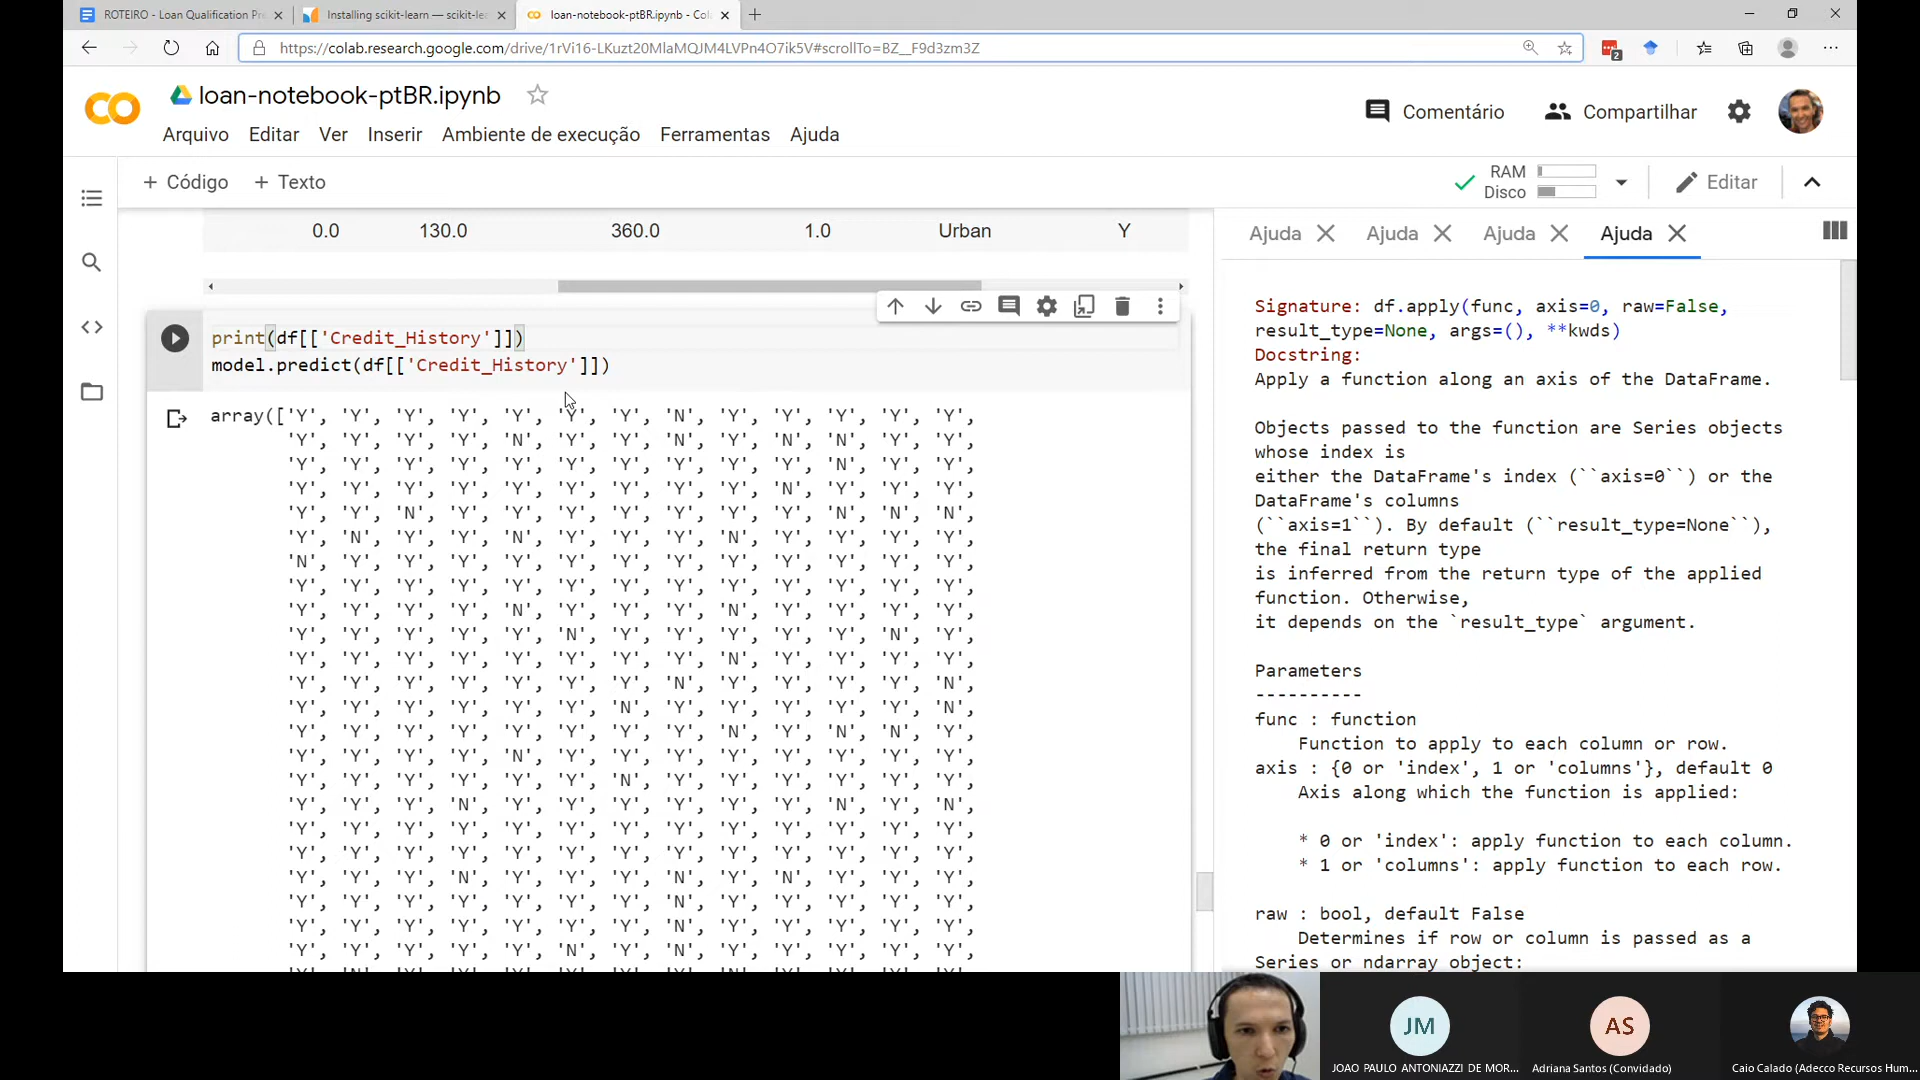 ROTEIRO - Loan Qualification Pre
Installing scikit-learn — scikit-lea
loan-notebook-ptBR.ipynb - Cola
https://colab.research.google.com/drive/1rVi16-LKuzt20MlaMQJM4LVPn4O7ik5V#scrollTo=BZ__F9d3zm3Z
2
loan-notebook-ptBR.ipynb
Comentário
Compartilhar
Arquivo Editar Ver Inserir Ambiente de execução Ferramentas Ajuda
+ Código + Texto
RAM
Disco
Editar
0.0 130.0 360.0 1.0 Urban Y
print(df[['Credit_History']])
model.predict(df[['Credit_History']])
array(['Y', 'Y', 'Y', 'Y', 'Y', 'Y', 'Y', 'N', 'Y', 'Y', 'Y', 'Y', 'Y',
'Y', 'Y', 'Y', 'Y', 'N', 'Y', 'Y', 'N', 'Y', 'N', 'N', 'Y', 'Y',
'Y', 'Y', 'Y', 'Y', 'Y', 'Y', 'Y', 'Y', 'Y', 'Y', 'N', 'Y', 'Y',
'Y', 'Y', 'Y', 'Y', 'Y', 'Y', 'Y', 'Y', 'Y', 'N', 'Y', 'Y', 'Y',
'Y', 'Y', 'N', 'Y', 'Y', 'Y', 'Y', 'Y', 'Y', 'Y', 'N', 'N', 'N',
'Y', 'N', 'Y', 'Y', 'N', 'Y', 'Y', 'Y', 'N', 'Y', 'Y', 'Y', 'Y',
'N', 'Y', 'Y', 'Y', 'Y', 'Y', 'Y', 'Y', 'Y', 'Y', 'Y', 'Y', 'Y',
'Y', 'Y', 'Y', 'Y', 'Y', 'Y', 'Y', 'Y', 'Y', 'Y', 'Y', 'Y', 'Y',
'Y', 'Y', 'Y', 'Y', 'N', 'Y', 'Y', 'Y', 'N', 'Y', 'Y', 'Y', 'Y',
'Y', 'Y', 'Y', 'Y', 'Y', 'N', 'Y', 'Y', 'Y', 'Y', 'Y', 'N', 'Y',
'Y', 'Y', 'Y', 'Y', 'Y', 'Y', 'Y', 'Y', 'N', 'Y', 'Y', 'Y', 'Y',
'Y', 'Y', 'Y', 'Y', 'Y', 'Y', 'Y', 'N', 'Y', 'Y', 'Y', 'Y', 'N',
'Y', 'Y', 'Y', 'Y', 'Y', 'Y', 'N', 'Y', 'Y', 'Y', 'Y', 'Y', 'N',
'Y', 'Y', 'Y', 'Y', 'Y', 'Y', 'Y', 'Y', 'N', 'Y', 'N', 'N', 'Y',
'Y', 'Y', 'Y', 'Y', 'N', 'Y', 'Y', 'Y', 'Y', 'Y', 'Y', 'Y', 'Y',
'Y', 'Y', 'Y', 'Y', 'Y', 'Y', 'N', 'Y', 'Y', 'Y', 'Y', 'Y', 'Y',
'Y', 'Y', 'Y', 'N', 'Y', 'Y', 'Y', 'Y', 'Y', 'Y', 'N', 'Y', 'N',
'Y', 'Y', 'Y', 'Y', 'Y', 'Y', 'Y', 'Y', 'Y', 'Y', 'Y', 'Y', 'Y',
'Y', 'Y', 'Y', 'Y', 'Y', 'Y', 'Y', 'Y', 'Y', 'Y', 'Y', 'Y', 'Y',
'Y', 'Y', 'Y', 'N', 'Y', 'Y', 'Y', 'N', 'Y', 'N', 'Y', 'Y', 'Y',
'Y', 'Y', 'Y', 'Y', 'Y', 'Y', 'Y', 'N', 'Y', 'Y', 'Y', 'Y', 'Y',
'Y', 'Y', 'Y', 'Y', 'Y', 'Y', 'Y', 'N', 'Y', 'Y', 'Y', 'Y', 'Y',
'Y', 'Y', 'Y', 'Y', 'Y', 'N', 'Y', 'N', 'Y', 'Y', 'Y', 'Y', 'Y',
Ajuda Ajuda Ajuda Ajuda
Signature: df.apply(func, axis=0, raw=False,
result_type=None, args=(), **kwds)
Docstring:
Apply a function along an axis of the DataFrame.
Objects passed to the function are Series objects
whose index is
either the DataFrame's index (``axis=0``) or the
DataFrame's columns
(``axis=1``). By default (``result_type=None``),
the final return type
is inferred from the return type of the applied
function. Otherwise,
it depends on the `result_type` argument.
Parameters
----------
func : function
Function to apply to each column or row.
axis : {0 or 'index', 1 or 'columns'}, default 0
Axis along which the function is applied:
* 0 or 'index': apply function to each column.
* 1 or 'columns': apply function to each row.
raw : bool, default False
Determines if row or column is passed as a
Series or ndarray object:
JM
AS
JOAO PAULO ANTONIAZZI DE MOR...
Adriana Santos (Convidado)
Caio Calado (Adecco Recursos Hum...